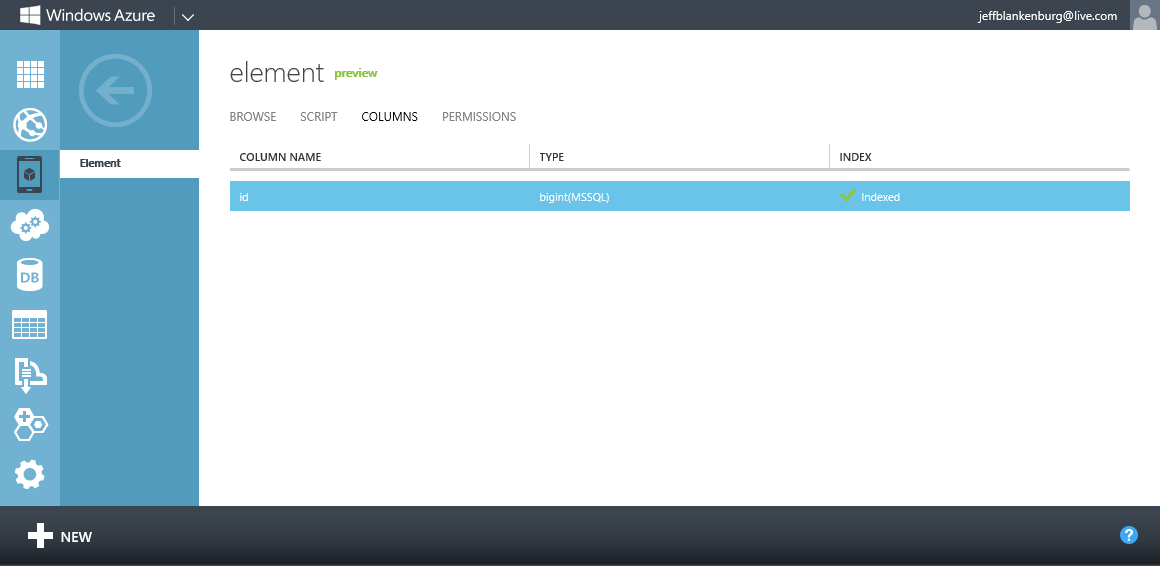 Windows Azure
jeffblankenburg@live.com
element preview
BROWSE SCRIPT COLUMNS PERMISSIONS
COLUMN NAME TYPE INDEX
Element
id bigint(MSSQL) Indexed
DB
NEW
?